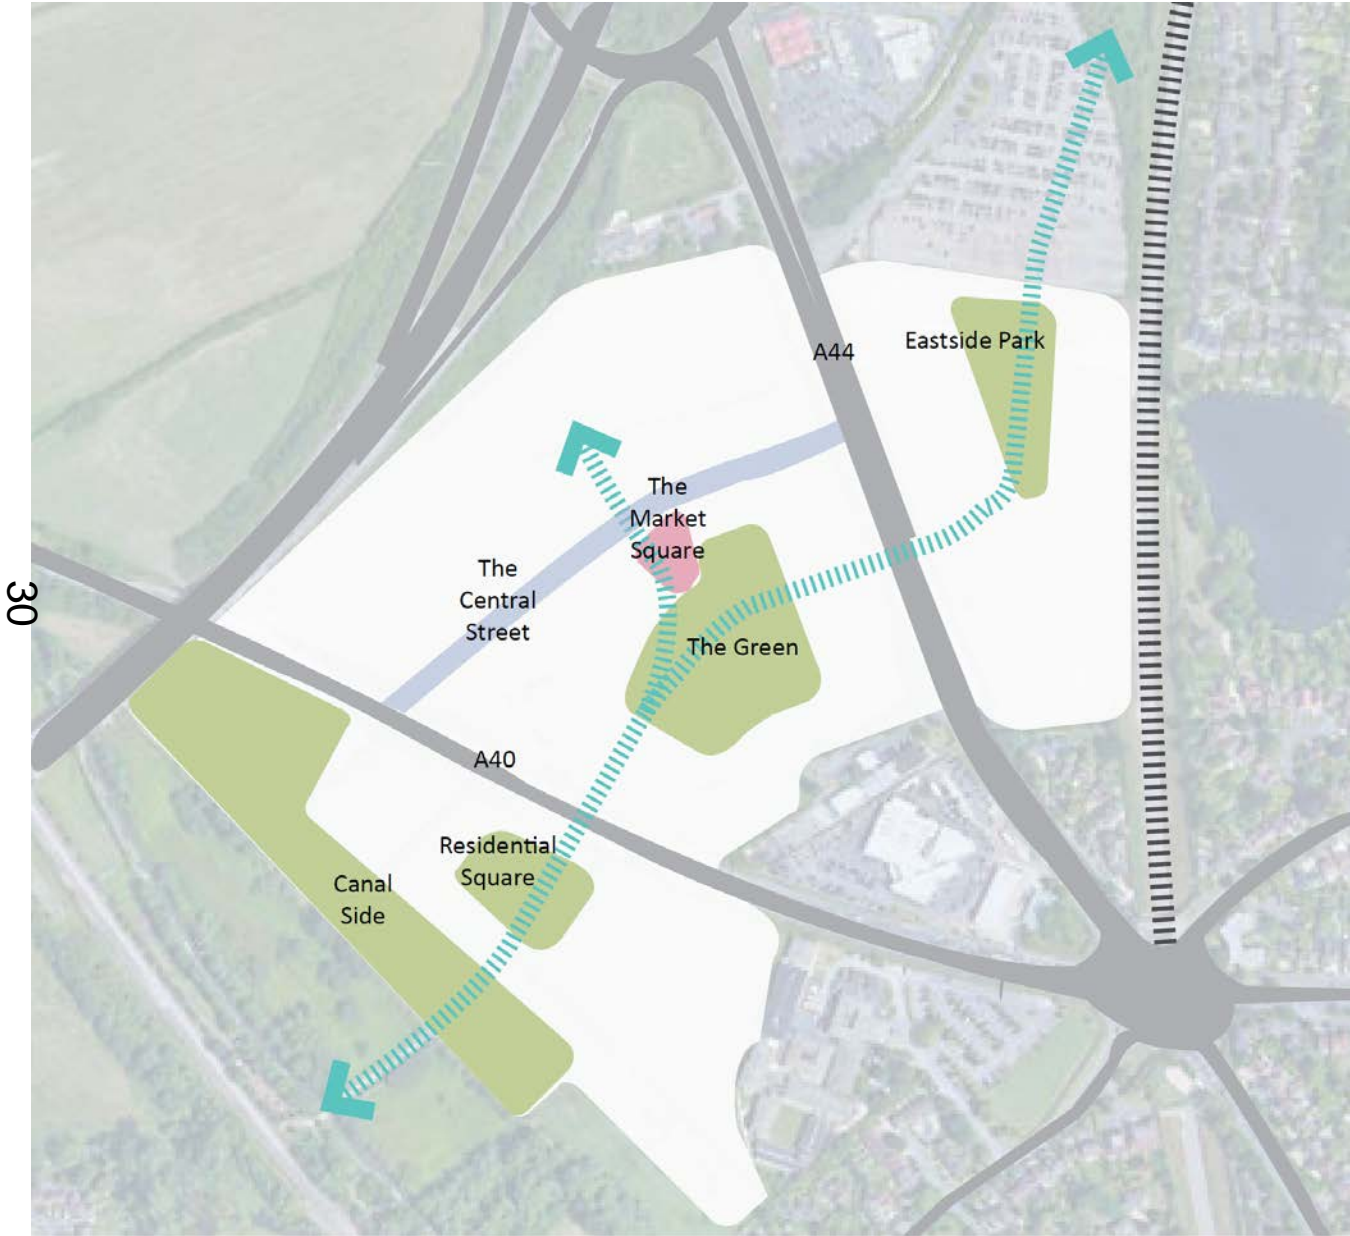 A44
Eastside Park
The
Market
Square
The
Central
Street
The Green
A40
Residential
Square
Canal
Side
30